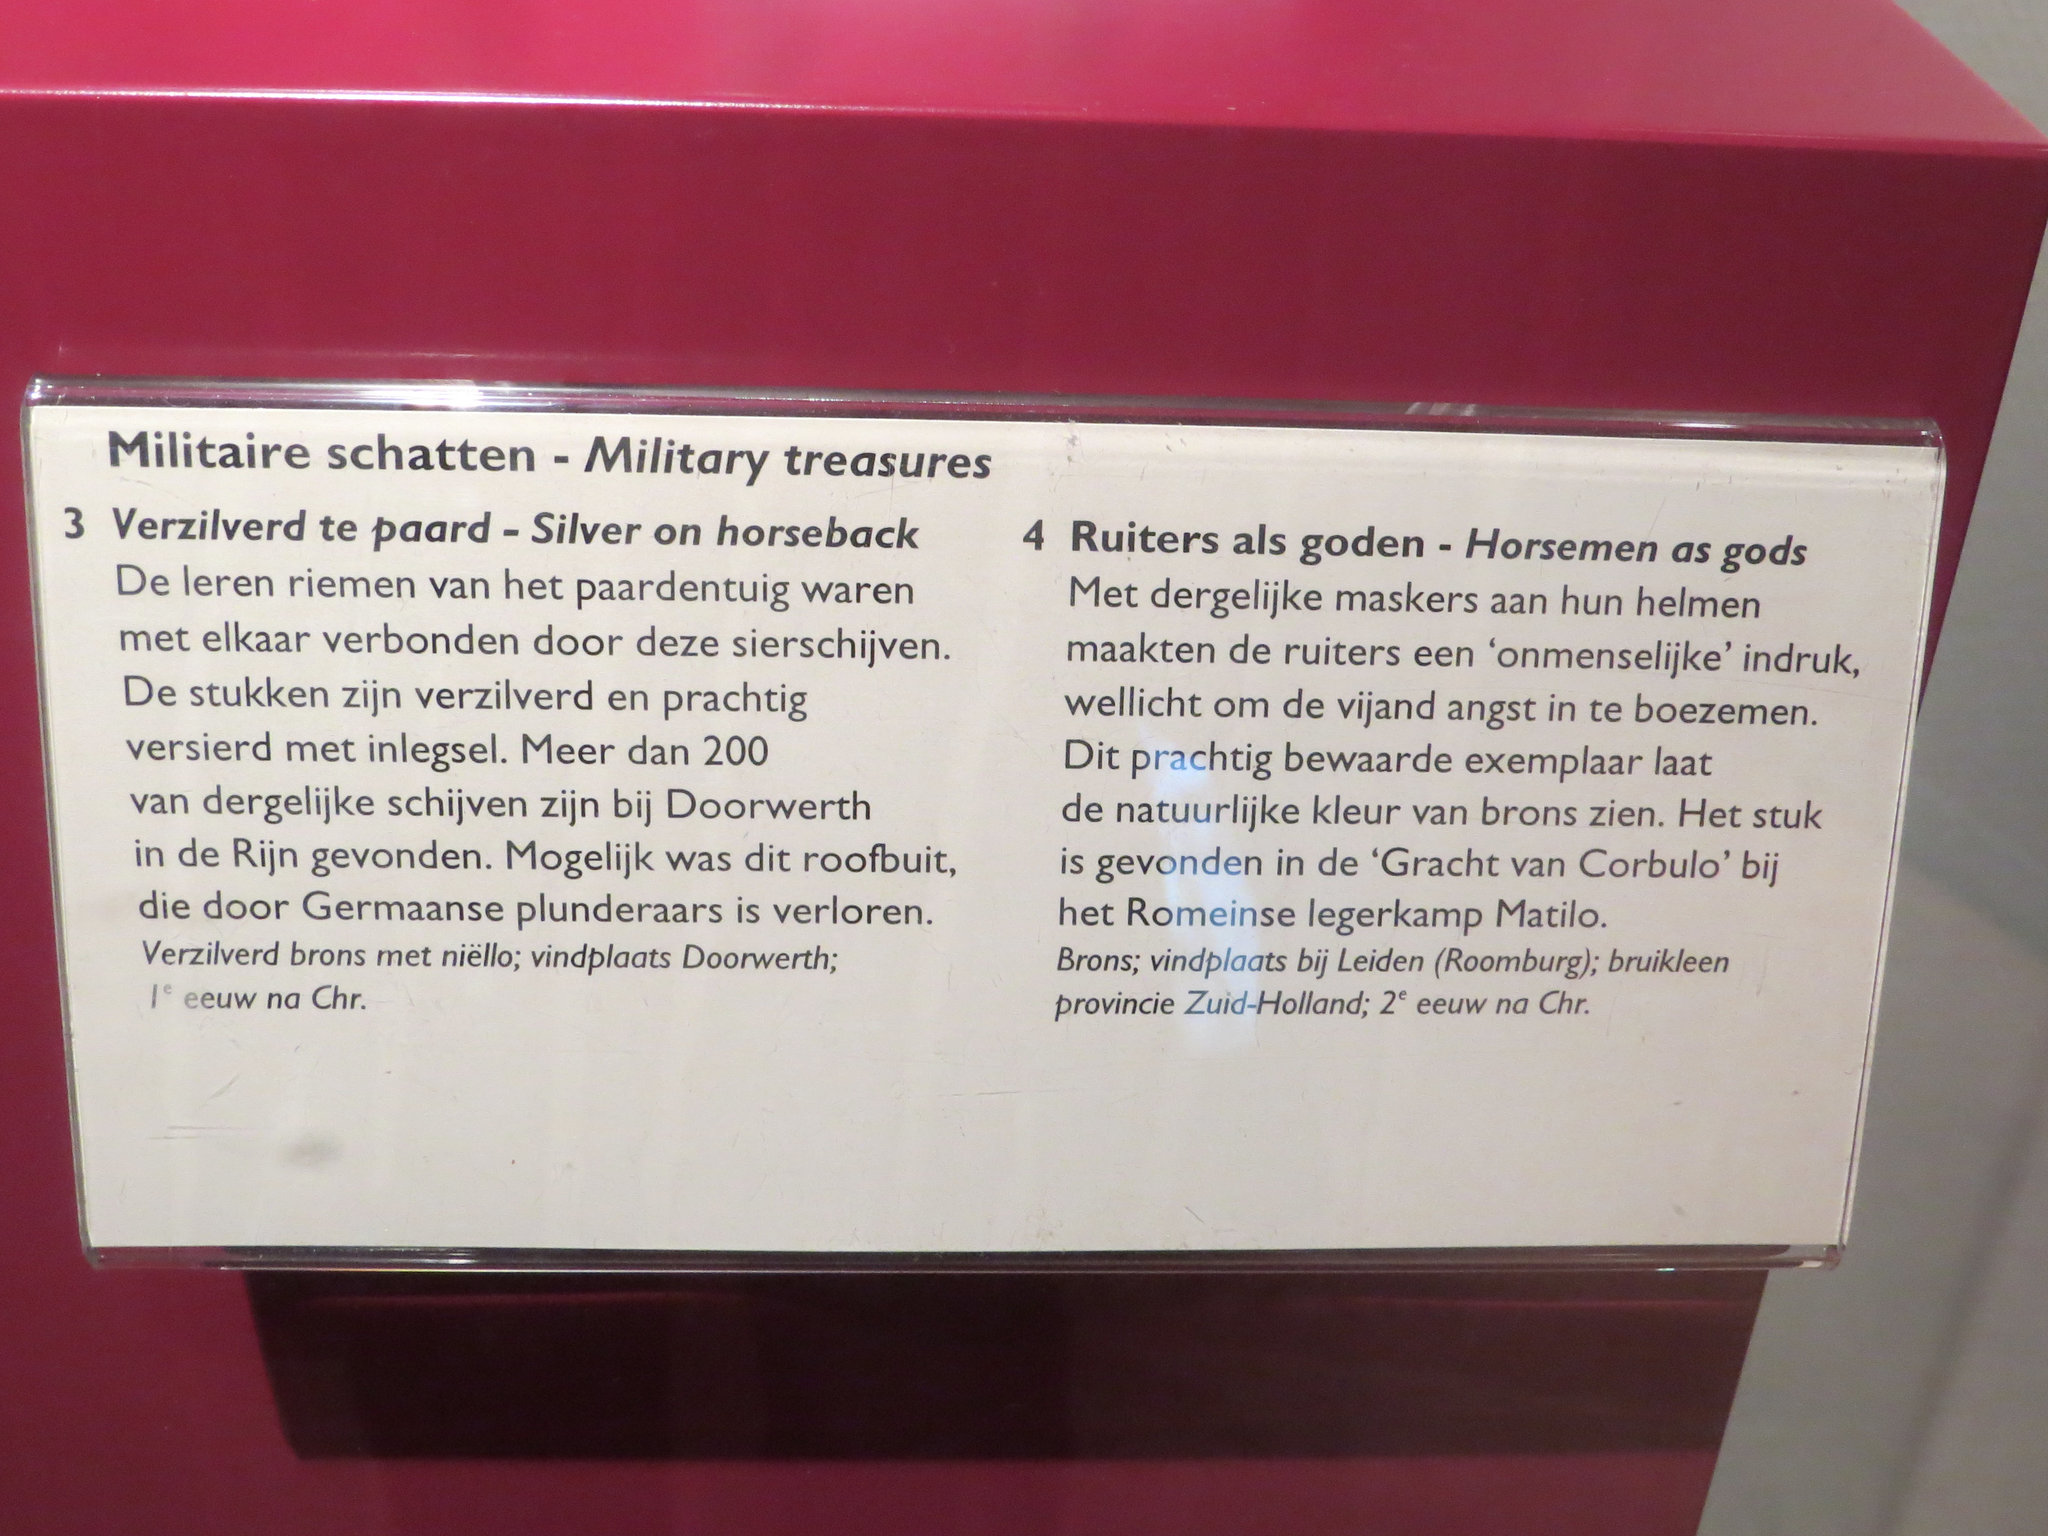 Militaire schatten - Military treasures
3 Verzilverd te paard - Silver on horseback
De leren riemen van het paardentuig waren
met elkaar verbonden door deze sierschijven.
De stukken zijn verzilverd en prachtig
versierd met inlegsel. Meer dan 200
van dergelijke schijven zijn bij Doorwerth
in de Rijn gevonden. Mogelijk was dit roofbuit,
die door Germaanse plunderaars is verloren.
Verzilverd brons met niëllo; vindplaats Doorwerth;
1e eeuw na Chr.
4 Ruiters als goden - Horsemen as gods
Met dergelijke maskers aan hun helmen
maakten de ruiters een ‘onmenselijke’ indruk,
wellicht om de vijand angst in te boezemen.
Dit prachtig bewaarde exemplaar laat
de natuurlijke kleur van brons zien. Het stuk
is gevonden in de ‘Gracht van Corbulo’ bij
het Romeinse legerkamp Matilo.
Brons; vindplaats bij Leiden (Roomburg); bruikleen
provincie Zuid-Holland; 2e eeuw na Chr.